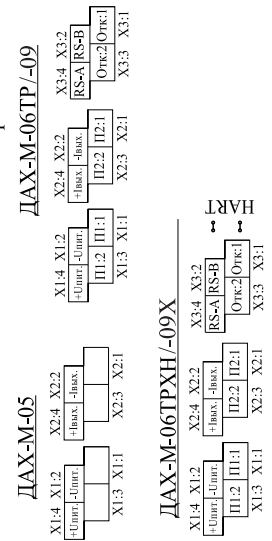 ДАХ-М-05
X1:4 X1:2
+Uпит. -Uпит.
X1:3 X1:1
X2:4 X2:2
+Iвых. -Iвых.
X2:3 X2:1
ДАХ-М-06ТР/-09
X1:4 X1:2
+Uпит. -Uпит.
П1:2 П1:1
X1:3 X1:1
X2:4 X2:2
+Iвых. -Iвых.
П2:2 П2:1
X2:3 X2:1
X3:4 X3:2
RS-A RS-B
Отк:2 Отк:1
X3:3 X3:1
ДАХ-М-06ТРХН/-09Х
X1:4 X1:2
+Uпит. -Uпит.
П1:2 П1:1
X1:3 X1:1
X2:4 X2:2
+Iвых. -Iвых.
П2:2 П2:1
X2:3 X2:1
X3:4 X3:2
RS-A RS-B
Отк:2 Отк:1
X3:3 X3:1
HART